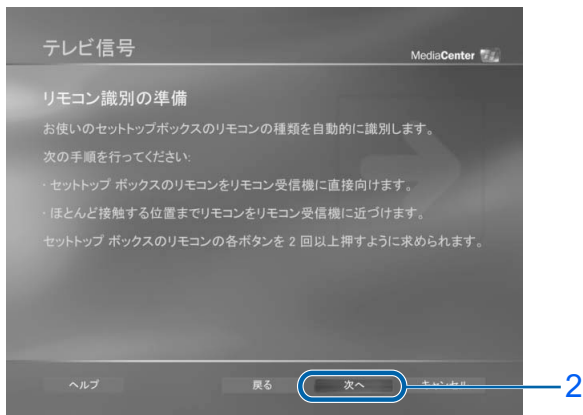 テレビ信号
MediaCenter
リモコン識別の準備
お使いのセットトップボックスのリモコンの種類を自動的に識別します。
次の手順を行ってください:
· セットトップ ボックスのリモコンをリモコン受信機に直接向けます。
· ほとんど接触する位置までリモコンをリモコン受信機に近づけます。
セットトップ ボックスのリモコンの各ボタンを 2 回以上押すように求められます。
ヘルプ 戻る 次へ キャンセル 2